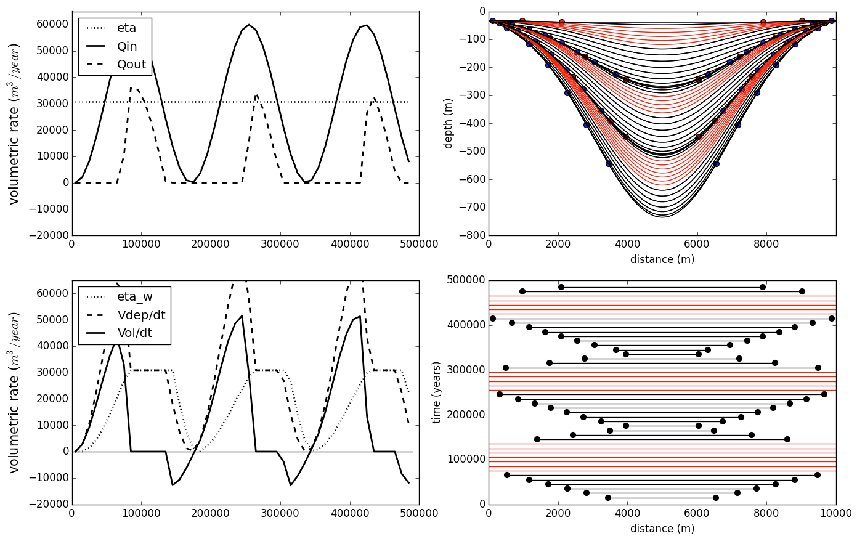 60000
50000
40000
30000
20000
10000
0
−10000
−20000
volumetric rate (m³/year)
eta
Qin
Qout
0 100000 200000 300000 400000 500000
0
−100
−200
−300
−400
−500
−600
−700
−800
depth (m)
0 2000 4000 6000 8000
distance (m)
60000
50000
40000
30000
20000
10000
0
−10000
−20000
volumetric rate (m³/year)
eta_w
Vdep/dt
Vol/dt
0 100000 200000 300000 400000 500000
500000
400000
300000
200000
100000
0
time (years)
0 2000 4000 6000 8000 10000
distance (m)